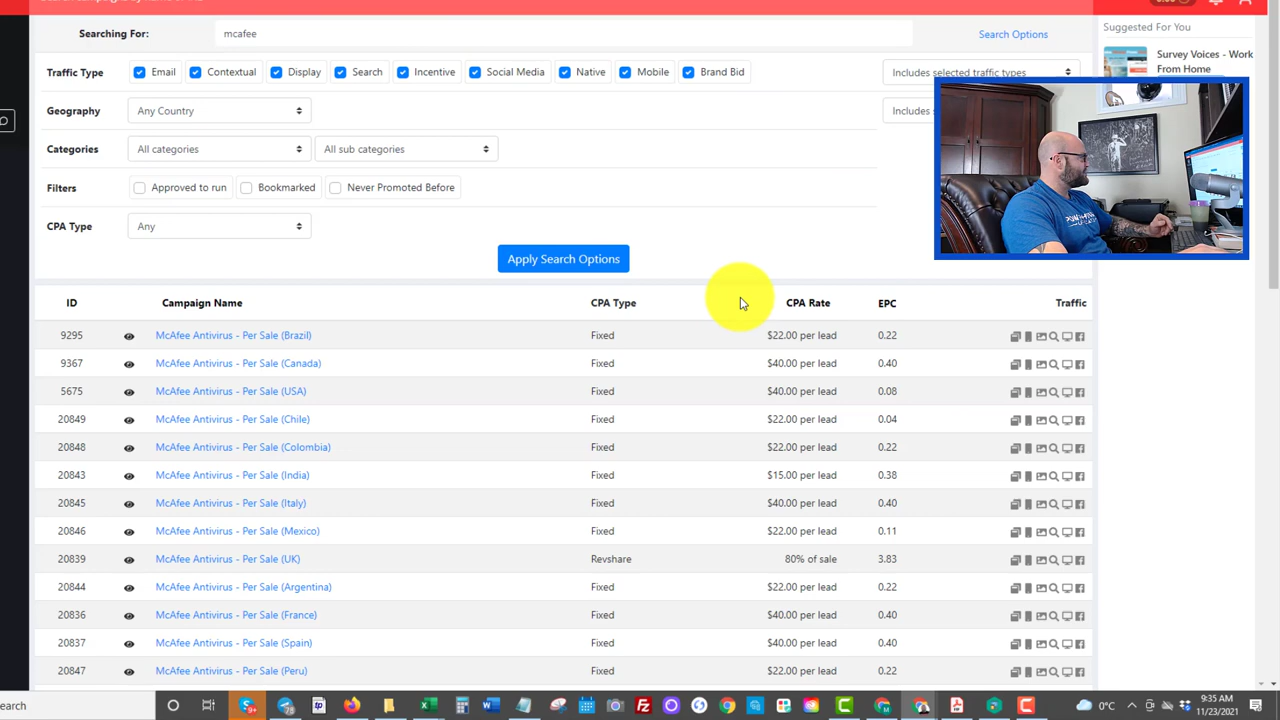 Searching For: mcafee Search Options
Suggested For You
Survey Voices - Work
From Home
Traffic Type Email Contextual Display Search Incentive Social Media Native Mobile Brand Bid Includes selected traffic types
Geography Any Country Includes
Categories All categories All sub categories
Filters Approved to run Bookmarked Never Promoted Before
CPA Type Any
Apply Search Options
ID Campaign Name CPA Type CPA Rate EPC Traffic
9295 McAfee Antivirus - Per Sale (Brazil) Fixed $22.00 per lead 0.22
9367 McAfee Antivirus - Per Sale (Canada) Fixed $40.00 per lead 0.40
5675 McAfee Antivirus - Per Sale (USA) Fixed $40.00 per lead 0.08
20849 McAfee Antivirus - Per Sale (Chile) Fixed $22.00 per lead 0.04
20848 McAfee Antivirus - Per Sale (Colombia) Fixed $22.00 per lead 0.22
20843 McAfee Antivirus - Per Sale (India) Fixed $15.00 per lead 0.38
20845 McAfee Antivirus - Per Sale (Italy) Fixed $40.00 per lead 0.40
20846 McAfee Antivirus - Per Sale (Mexico) Fixed $22.00 per lead 0.11
20839 McAfee Antivirus - Per Sale (UK) Revshare 80% of sale 3.83
20844 McAfee Antivirus - Per Sale (Argentina) Fixed $22.00 per lead 0.22
20836 McAfee Antivirus - Per Sale (France) Fixed $40.00 per lead 0.40
20837 McAfee Antivirus - Per Sale (Spain) Fixed $40.00 per lead 0.40
20847 McAfee Antivirus - Per Sale (Peru) Fixed $22.00 per lead 0.22
earch 0°C 9:35 AM
11/23/2021